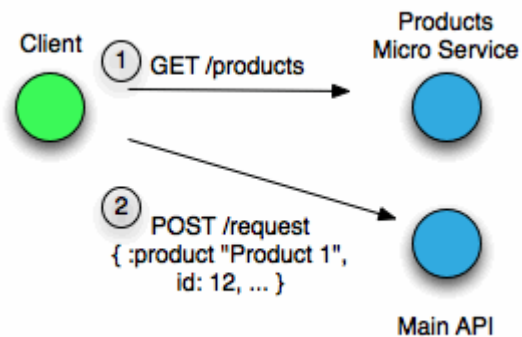 Client
Products
Micro Service
1
GET /products
2
POST /request
{ :product "Product 1",
id: 12, ... }
Main API